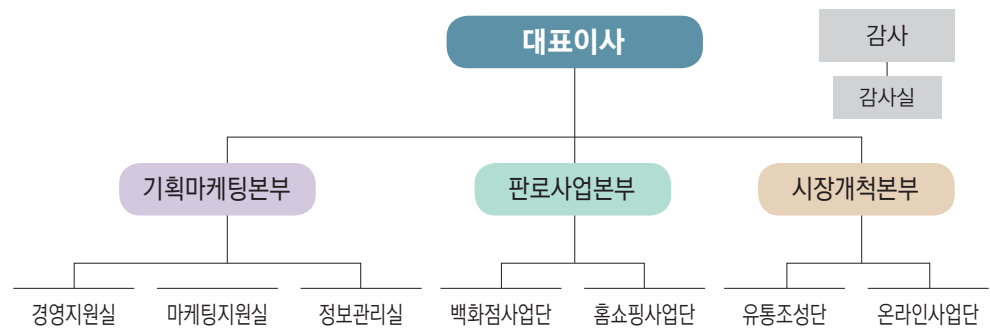 대표이사
감사
감사실
기획마케팅본부
판로사업본부
시장개척본부
경영지원실
마케팅지원실
정보관리실
백화점사업단
홈쇼핑사업단
유통조성단
온라인사업단